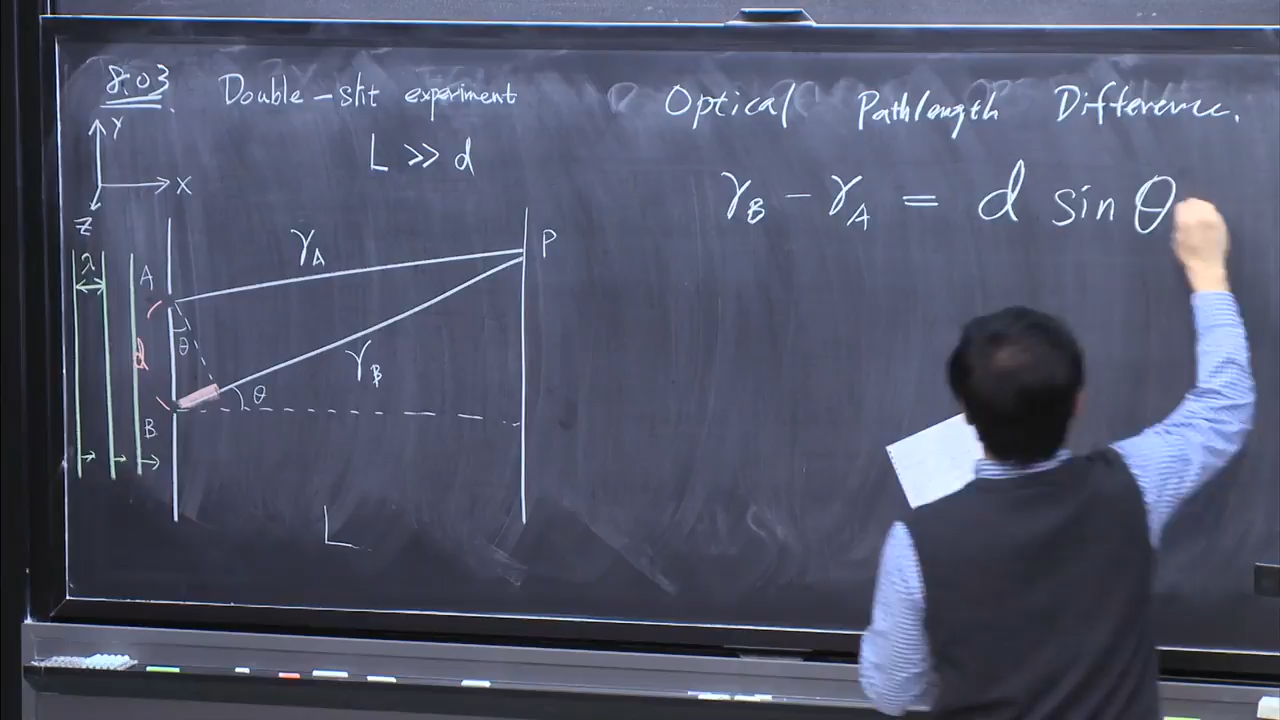 8.03 Double-slit experiment
L >> d
Y
X
Z
λ
A
r_A
P
θ
d
r_B
θ
B
L
Optical Pathlength Difference.
r_B - r_A = d sin θ